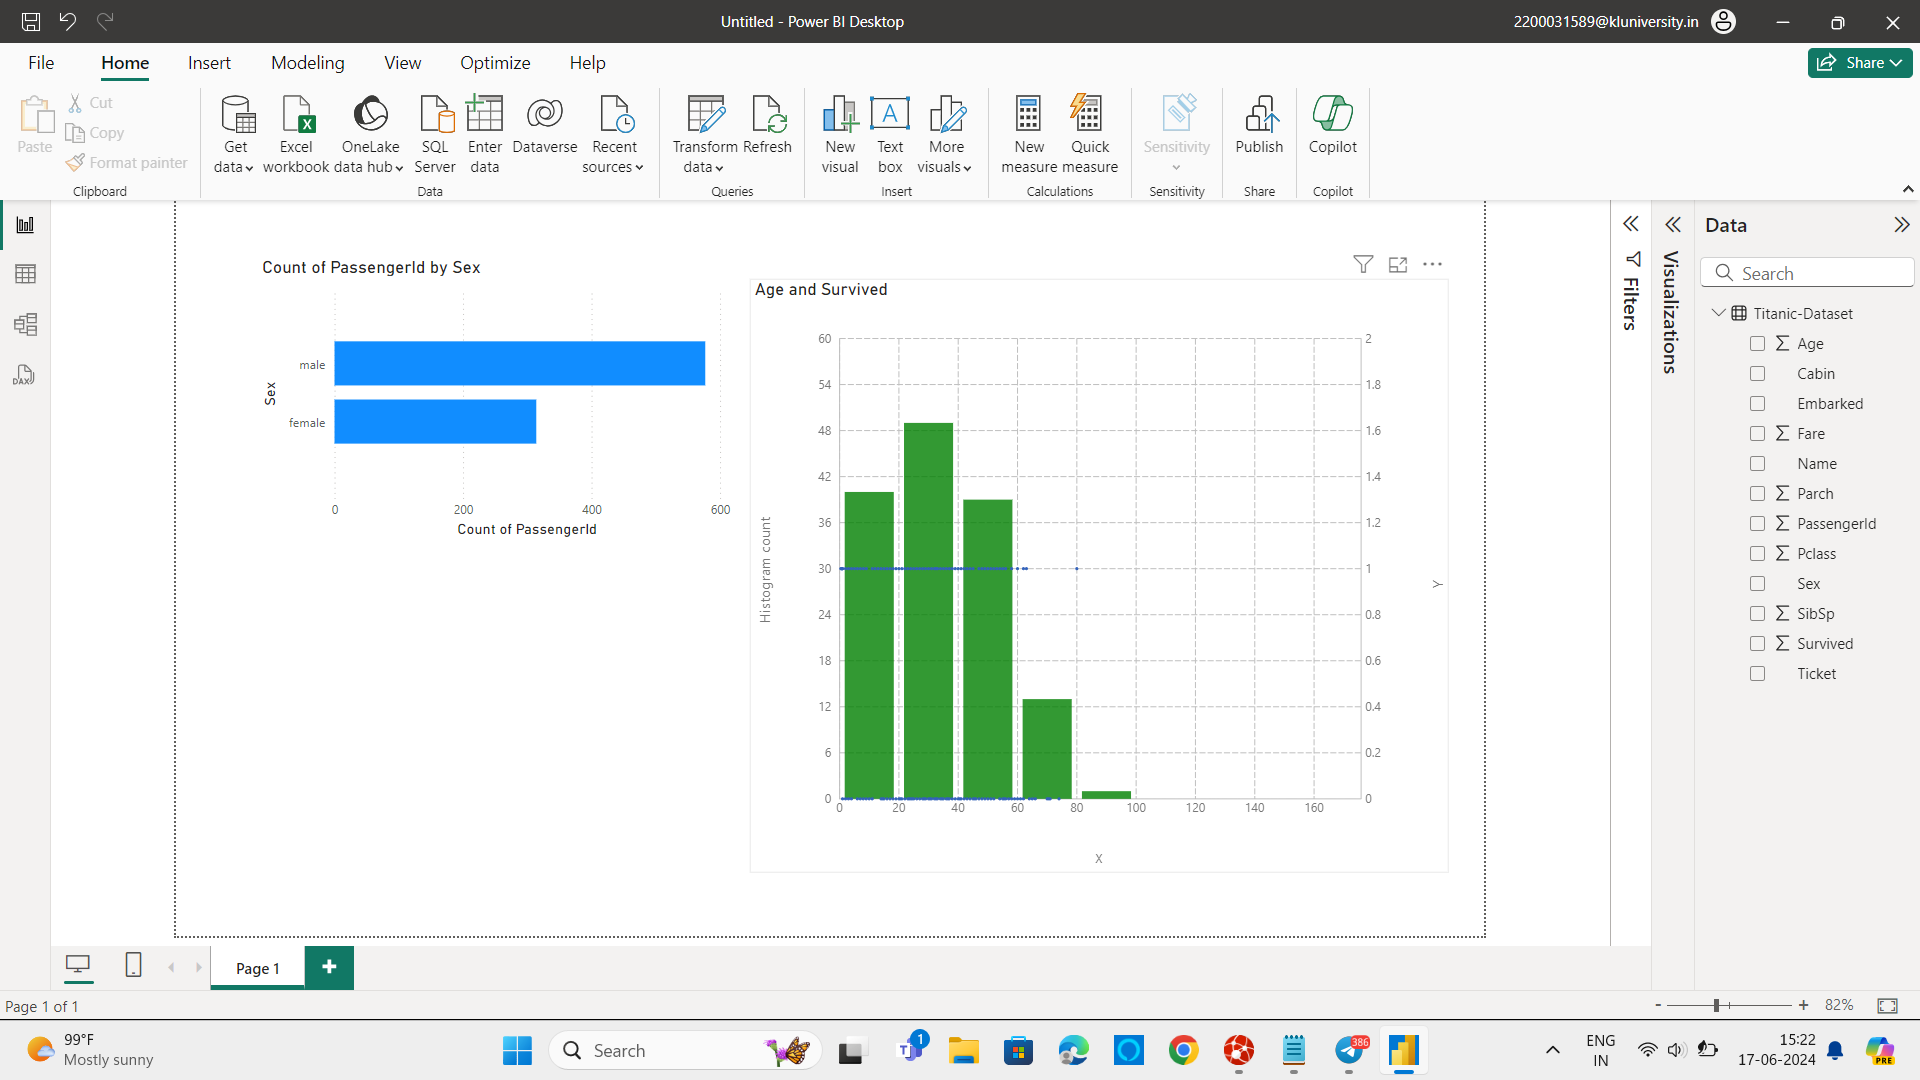 Untitled - Power BI Desktop
2200031589@kluniversity.in
File Home Insert Modeling View Optimize Help
Share
Paste
Cut
Copy
Format painter
Clipboard
Get data
Excel workbook
OneLake data hub
SQL Server
Enter data
Dataverse
Recent sources
Data
Transform data
Refresh
Queries
New visual
Text box
More visuals
Insert
New measure
Quick measure
Calculations
Sensitivity
Sensitivity
Publish
Share
Copilot
Copilot
DAX
Count of PassengerId by Sex
Sex
male
female
0 200 400 600
Count of PassengerId
Age and Survived
Histogram count
60
54
48
42
36
30
24
18
12
6
0
0 20 40 60 80 100 120 140 160
X
2
1.8
1.6
1.4
1.2
1
0.8
0.6
0.4
0.2
0
Y
Filters
Visualizations
Data
Search
Titanic-Dataset
Age
Cabin
Embarked
Fare
Name
Parch
PassengerId
Pclass
Sex
SibSp
Survived
Ticket
Page 1
Page 1 of 1
82%
99°F
Mostly sunny
Search
1
386
ENG
IN
15:22
17-06-2024
PRE